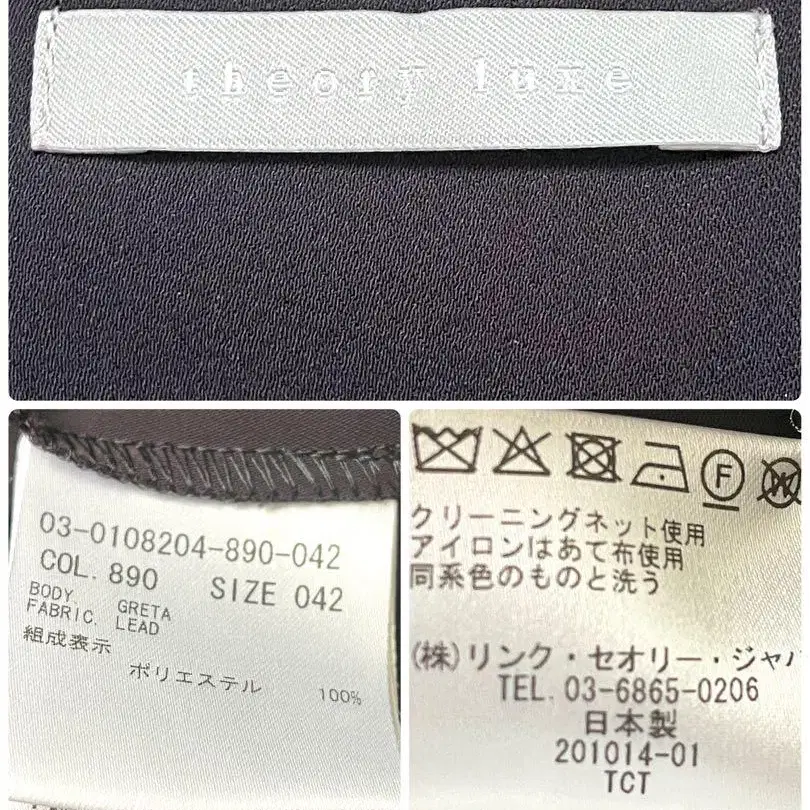 theory luxe
03-0108204-890-042
COL. 890 SIZE 042
BODY. GRETA
FABRIC. LEAD
組成表示
ポリエステル 100%
F
W
クリーニングネット使用
アイロンはあて布使用
同系色のものと洗う
(株)リンク・セオリー・ジャパ
TEL. 03-6865-0206
日本製
201014-01
TCT